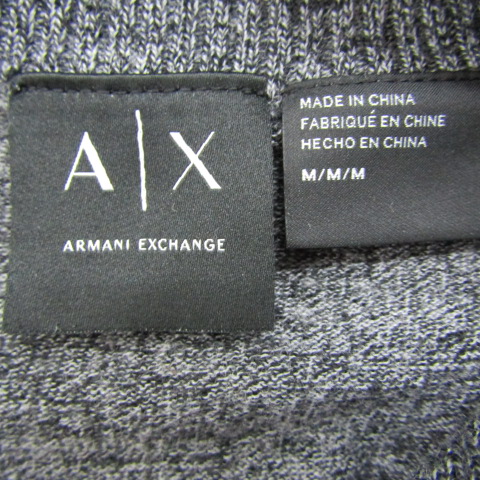 A|X
ARMANI EXCHANGE
MADE IN CHINA
FABRIQUÉ EN CHINE
HECHO EN CHINA
M/M/M